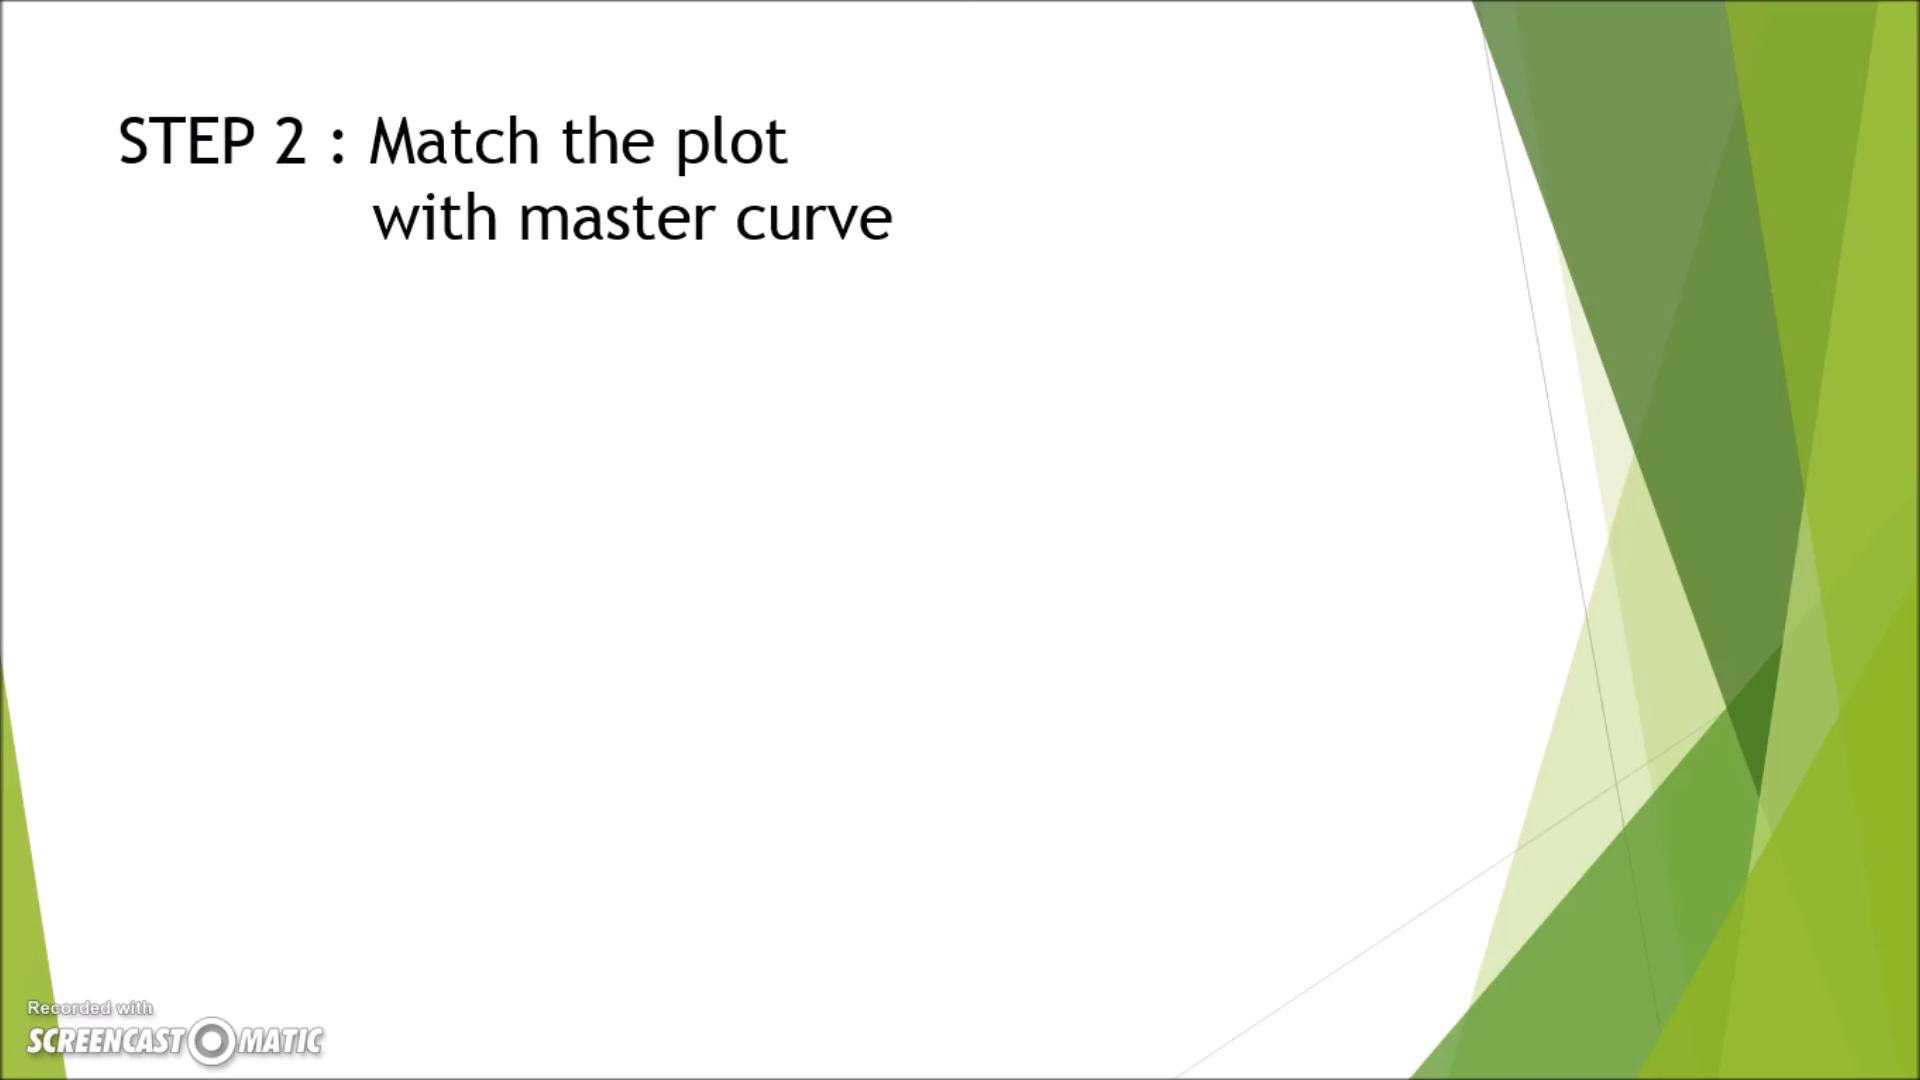 STEP 2 : Match the plot
with master curve
Recorded with
SCREENCAST MATIC